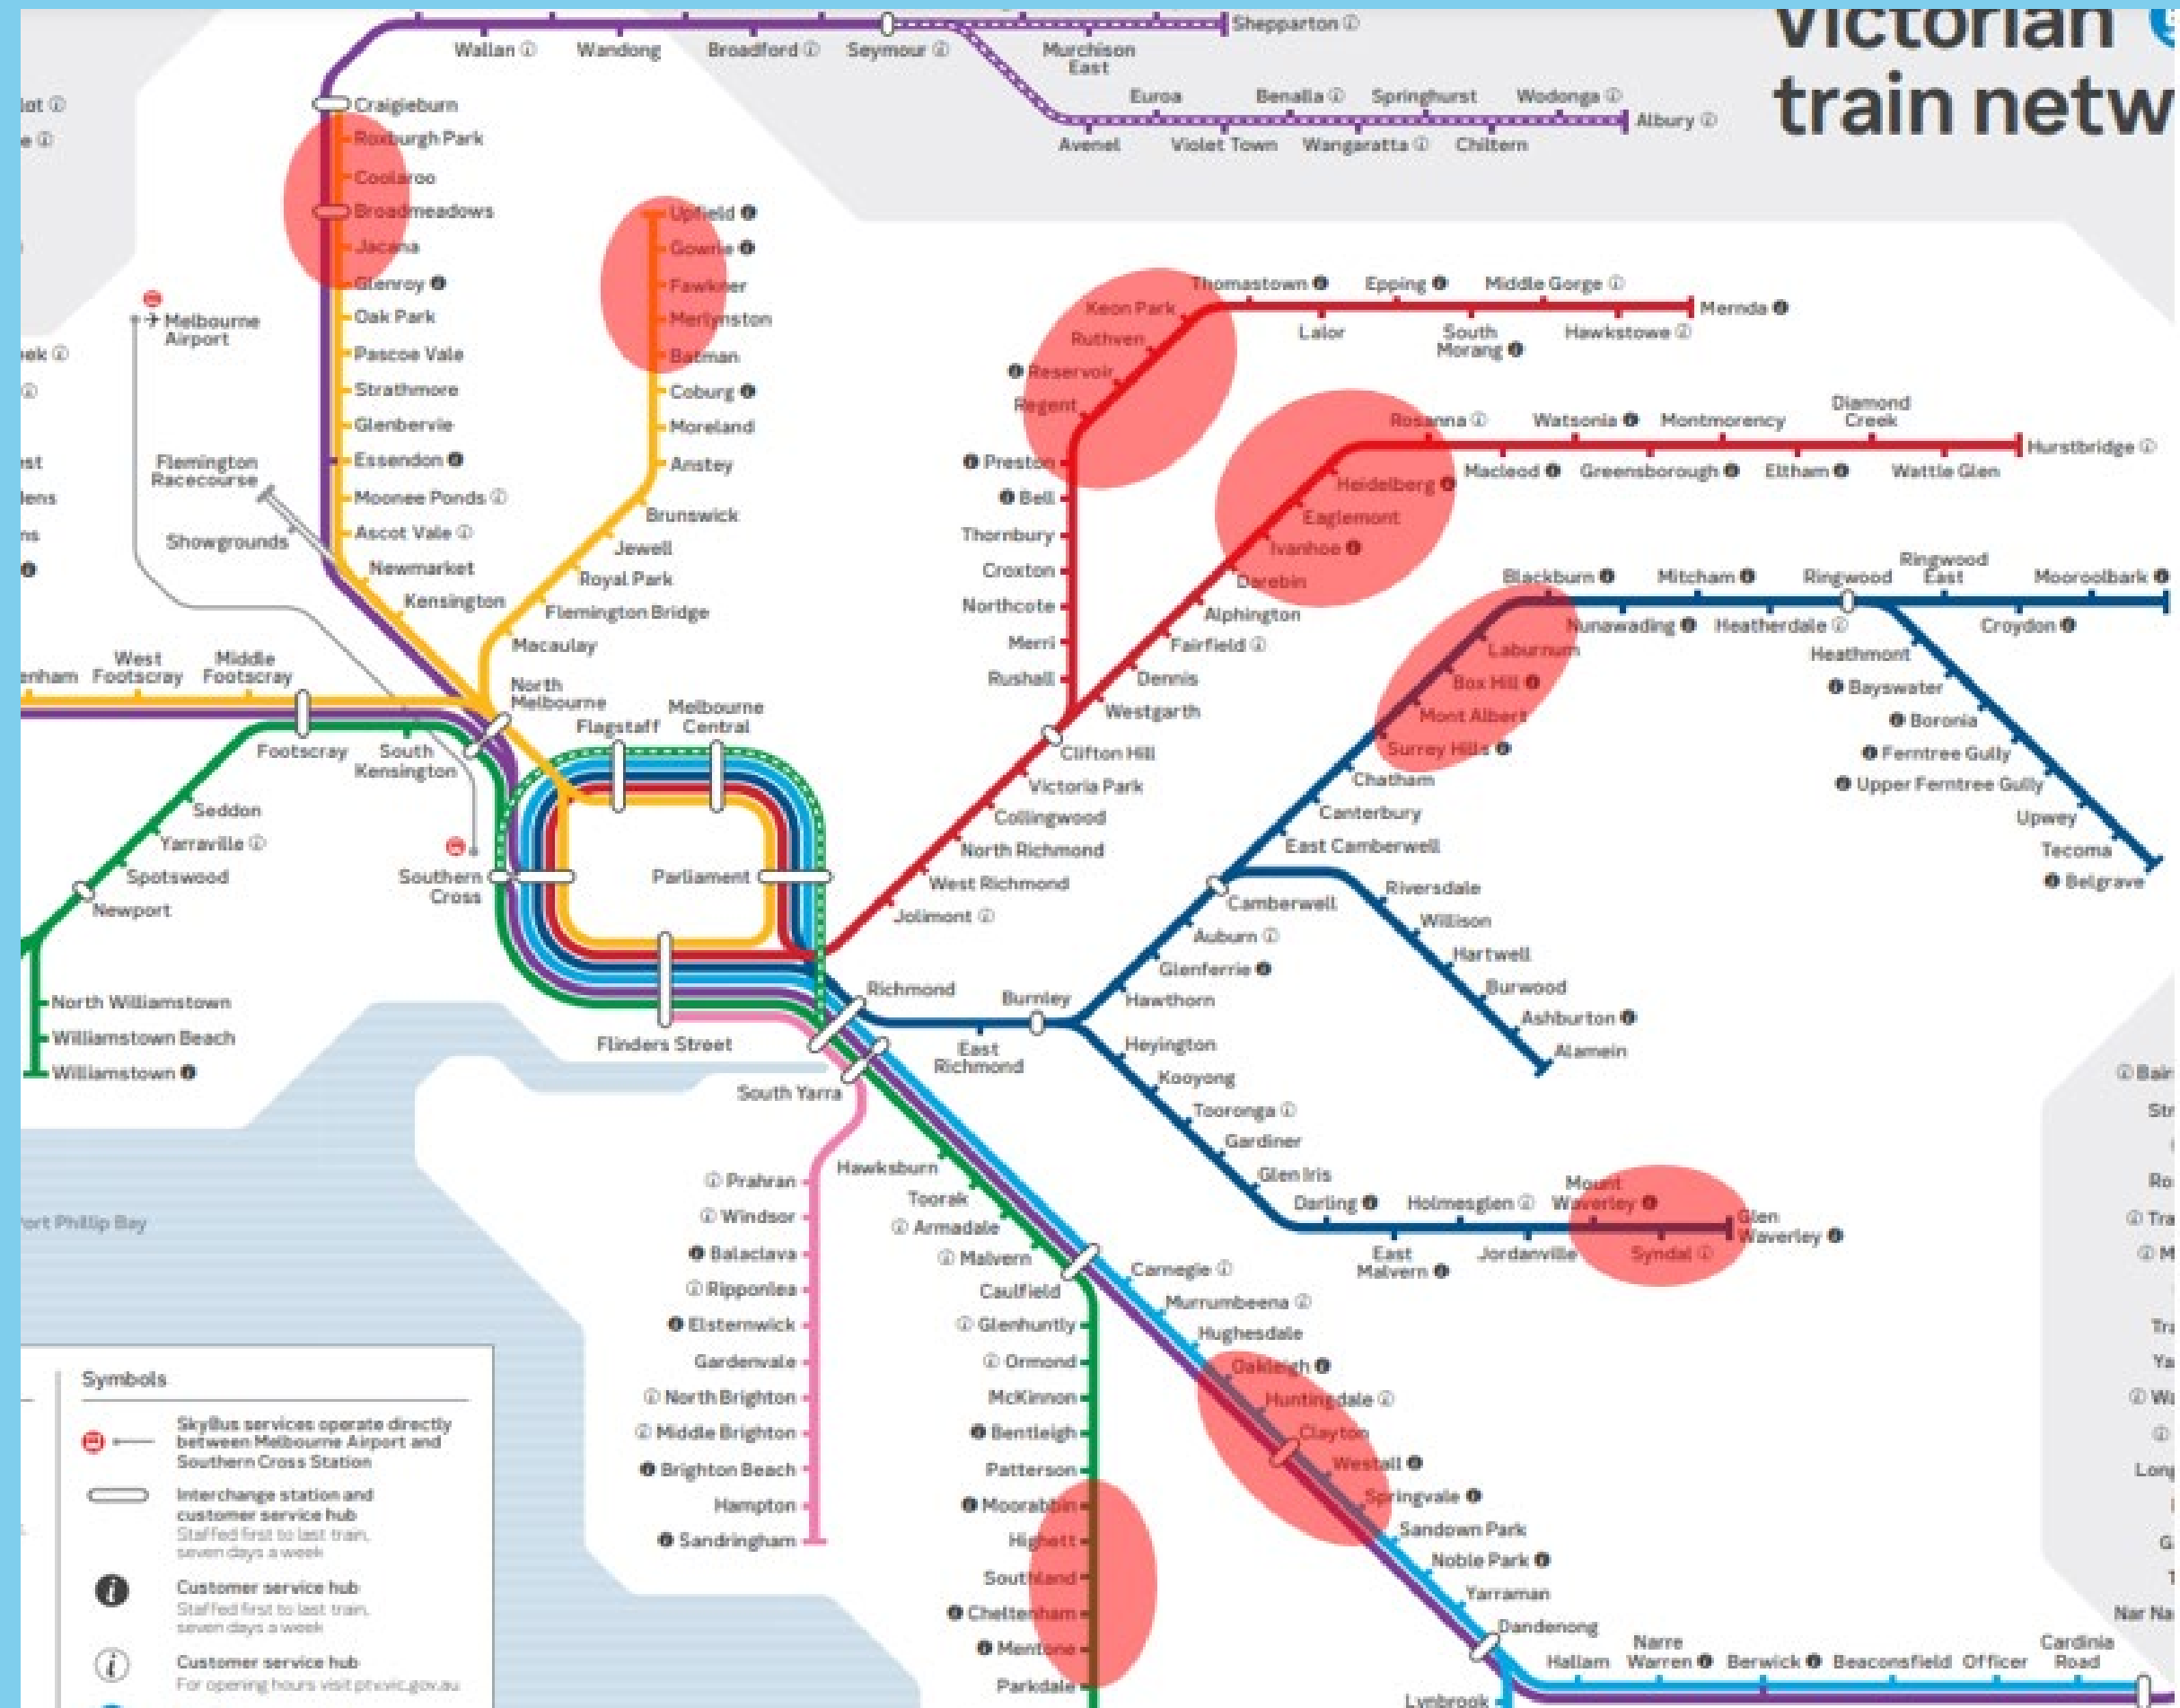 Victorian
train netw
Wallan
Wandong
Broadford
Seymour
Murchison
East
Shepparton
Euroa
Benalla
Springhurst
Wodonga
Albury
Avenel
Violet Town
Wangaratta
Chiltern
Craigieburn
Roxburgh Park
Coolaroo
Broadmeadows
Jacana
Glenroy
Oak Park
Pascoe Vale
Strathmore
Glenbervie
Essendon
Moonee Ponds
Ascot Vale
Newmarket
Kensington
Upfield
Gowrie
Fawkner
Merlynston
Batman
Coburg
Moreland
Anstey
Brunswick
Jewell
Royal Park
Flemington Bridge
Macaulay
Melbourne
Airport
Flemington
Racecourse
Showgrounds
Keon Park
Ruthven
Reservoir
Regent
Preston
Bell
Thornbury
Croxton
Northcote
Merri
Rushall
Thomastown
Epping
Middle Gorge
Mernda
Lalor
South
Morang
Hawkstowe
Rosanna
Watsonia
Montmorency
Diamond
Creek
Hurstbridge
Macleod
Greensborough
Eltham
Wattle Glen
Heidelberg
Eaglemont
Ivanhoe
Darebin
Alphington
Fairfield
Dennis
Westgarth
Clifton Hill
Victoria Park
Collingwood
North Richmond
West Richmond
Jolimont
Blackburn
Mitcham
Ringwood
Ringwood
East
Mooroolbark
Nunawading
Heatherdale
Croydon
Laburnum
Box Hill
Mont Albert
Surrey Hills
Chatham
Canterbury
East Camberwell
Camberwell
Auburn
Glenferrie
Hawthorn
Heathmont
Bayswater
Boronia
Ferntree Gully
Upper Ferntree Gully
Upwey
Tecoma
Belgrave
Riversdale
Willison
Hartwell
Burwood
Ashburton
Alamein
enham
West
Footscray
Middle
Footscray
North
Melbourne
Flagstaff
Melbourne
Central
Footscray
South
Kensington
Seddon
Yarraville
Spotswood
Newport
Southern
Cross
Parliament
North Williamstown
Williamstown Beach
Williamstown
Flinders Street
Richmond
East
Richmond
Burnley
South Yarra
Heyington
Kooyong
Tooronga
Gardiner
Glen Iris
Darling
Holmesglen
Mount
Waverley
Glen
Waverley
East
Malvern
Jordanville
Syndal
Prahran
Windsor
Balaclava
Ripponlea
Elsternwick
Gardenvale
North Brighton
Middle Brighton
Brighton Beach
Hampton
Sandringham
Hawksburn
Toorak
Armadale
Malvern
Caulfield
Glenhuntly
Ormond
McKinnon
Bentleigh
Patterson
Moorabbin
Highett
Southland
Cheltenham
Mentone
Parkdale
Carnegie
Murrumbeena
Hughesdale
Oakleigh
Huntingdale
Clayton
Westall
Springvale
Sandown Park
Noble Park
Yarraman
Dandenong
Hallam
Narre
Warren
Berwick
Beaconsfield
Officer
Cardinia
Road
Lynbrook
ort Phillip Bay
Symbols
SkyBus services operate directly
between Melbourne Airport and
Southern Cross Station
Interchange station and
customer service hub
Staffed first to last train,
seven days a week
Customer service hub
Staffed first to last train,
seven days a week
Customer service hub
For opening hours visit ptv.vic.gov.au
Bair
Str
Ro
Tra
M
Tra
Ya
Wa
Long
G
T
Nar Na